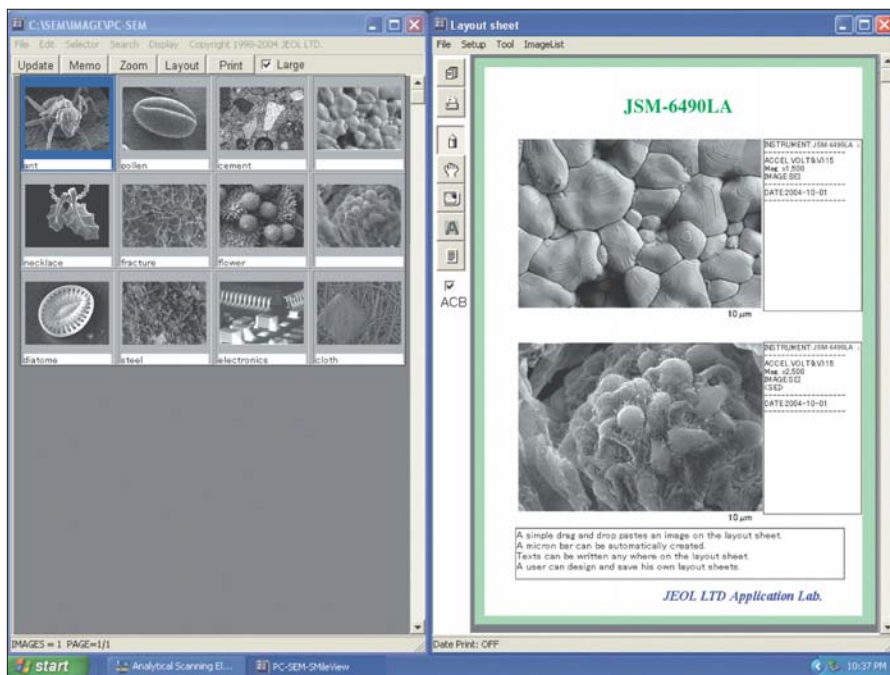 C:\SEM\IMAGE\PC-SEM
File Edit Selector Search Display Copyright 1998-2004 JEOL LTD.
Update Memo Zoom Layout Print Large
ant pollen cement
necklace fracture flower
diatome steel electronics cloth
IMAGES = 1 PAGE=1/1
Layout sheet
File Setup Tool ImageList
A
ACB
JSM-6490LA
INSTRUMENT JSM-6490LA
ACCEL VOLT(kV):15
Mag. x1,500
IMAGE:SEI
DATE:2004-10-01
10 μm
INSTRUMENT JSM-6490LA
ACCEL VOLT(kV):15
Mag. x2,500
IMAGE:SEI
(SEI)
DATE:2004-10-01
10 μm
A simple drag and drop pastes an image on the layout sheet.
A micron bar can be automatically created.
Texts can be written any where on the layout sheet.
A user can design and save his own layout sheets.
JEOL LTD Application Lab.
Date Print: OFF
start Analytical Scanning El... PC-SEM-SMileView 10:37 PM